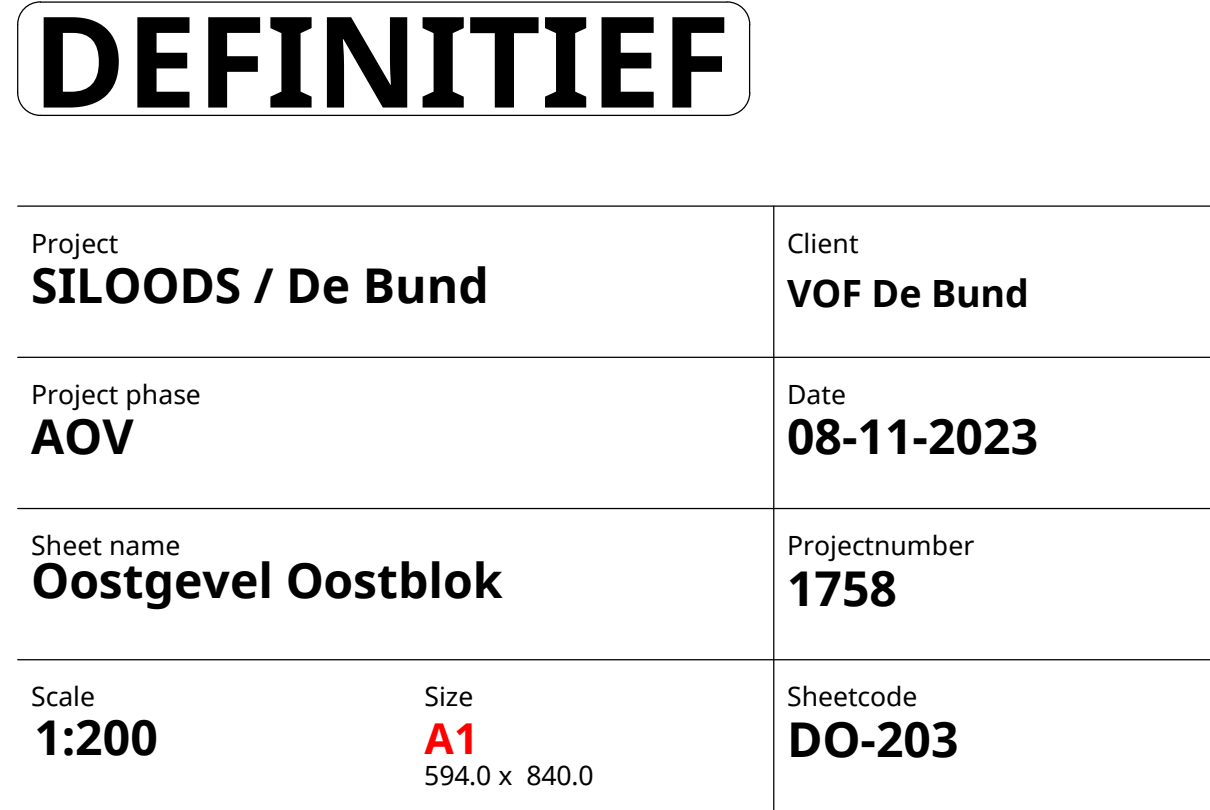 DEFINITIEF
Project
SILOODS / De Bund
Client
VOF De Bund
Project phase
AOV
Date
08-11-2023
Sheet name
Oostgevel Oostblok
Projectnumber
1758
Scale
1:200
Size
A1
594.0 x  840.0
Sheetcode
DO-203